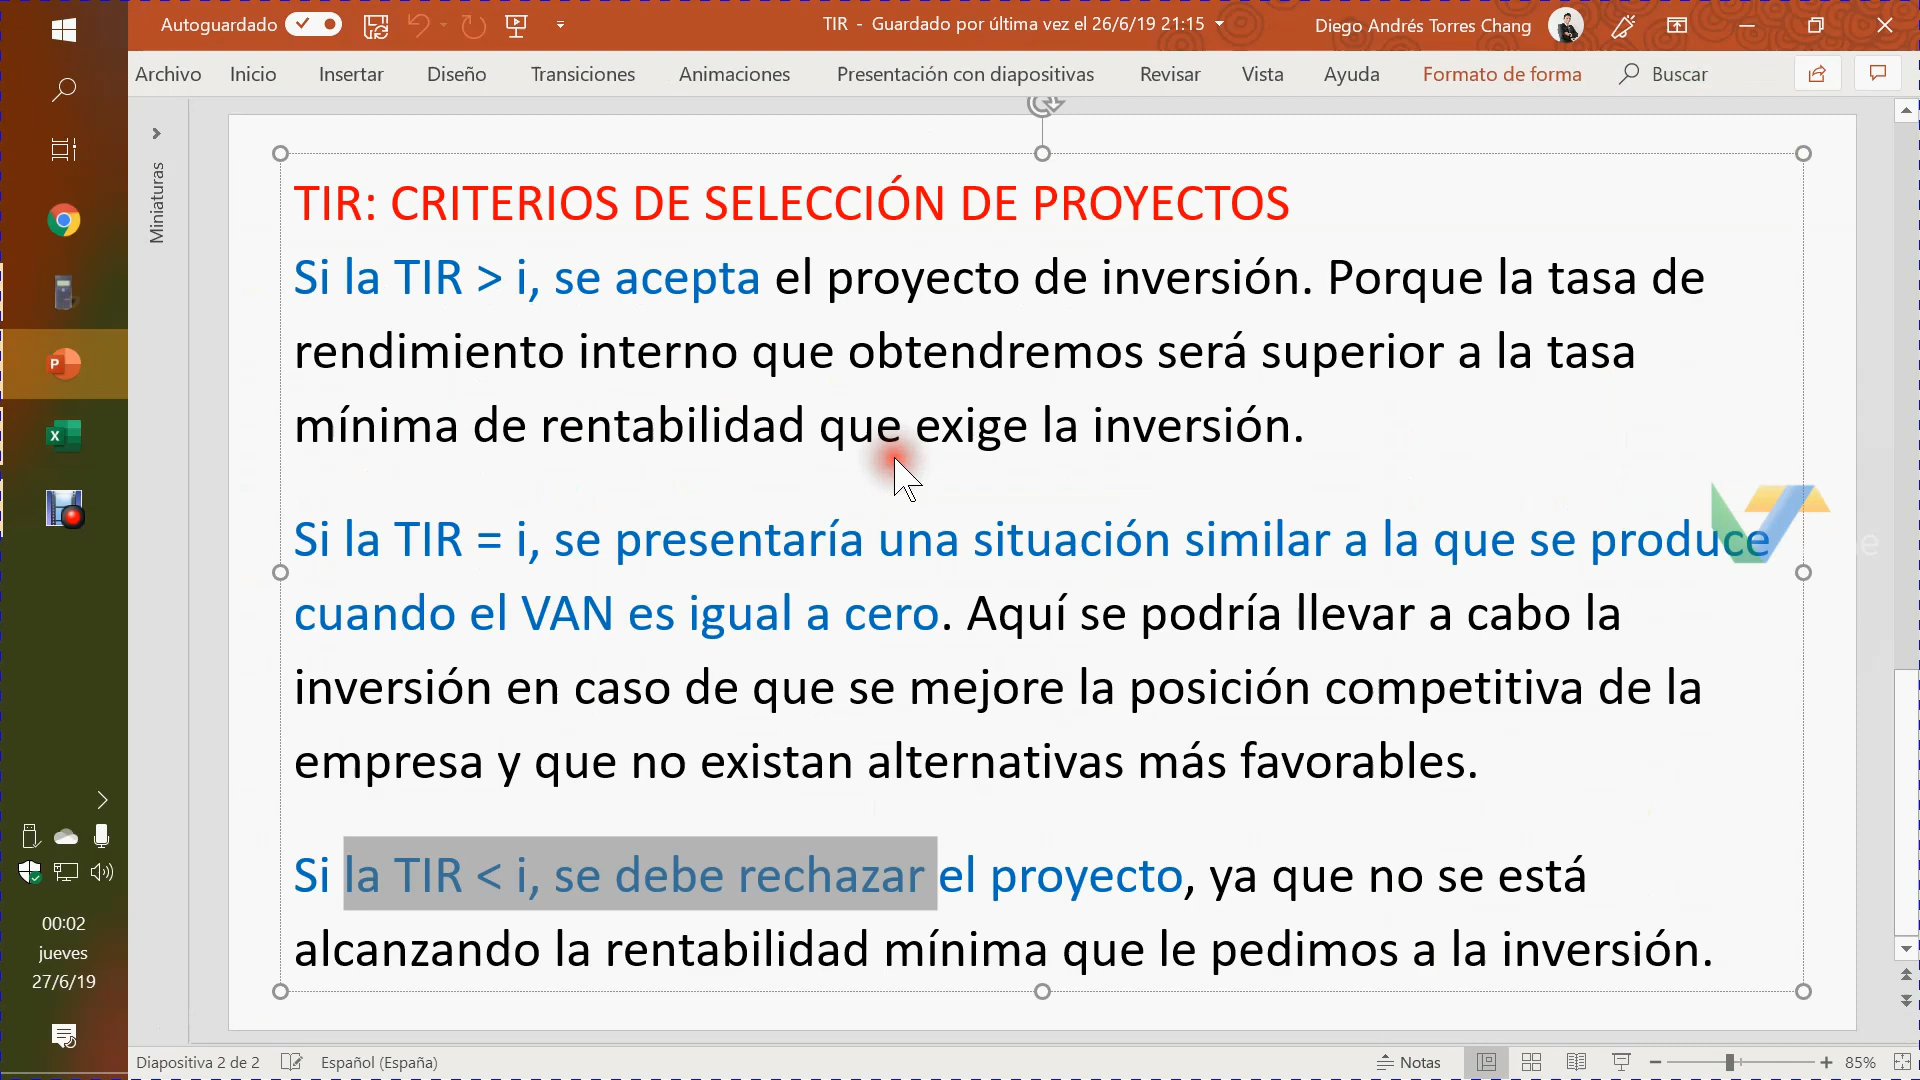 Autoguardado
TIR - Guardado por última vez el 26/6/19 21:15
Diego Andrés Torres Chang
Archivo Inicio Insertar Diseño Transiciones Animaciones Presentación con diapositivas Revisar Vista Ayuda Formato de forma Buscar
Miniaturas
TIR: CRITERIOS DE SELECCIÓN DE PROYECTOS
Si la TIR > i, se acepta el proyecto de inversión. Porque la tasa de
rendimiento interno que obtendremos será superior a la tasa
mínima de rentabilidad que exige la inversión.
Si la TIR = i, se presentaría una situación similar a la que se produce
cuando el VAN es igual a cero. Aquí se podría llevar a cabo la
inversión en caso de que se mejore la posición competitiva de la
empresa y que no existan alternativas más favorables.
Si la TIR < i, se debe rechazar el proyecto, ya que no se está
alcanzando la rentabilidad mínima que le pedimos a la inversión.
00:02
jueves
27/6/19
Diapositiva 2 de 2 Español (España) Notas 85%